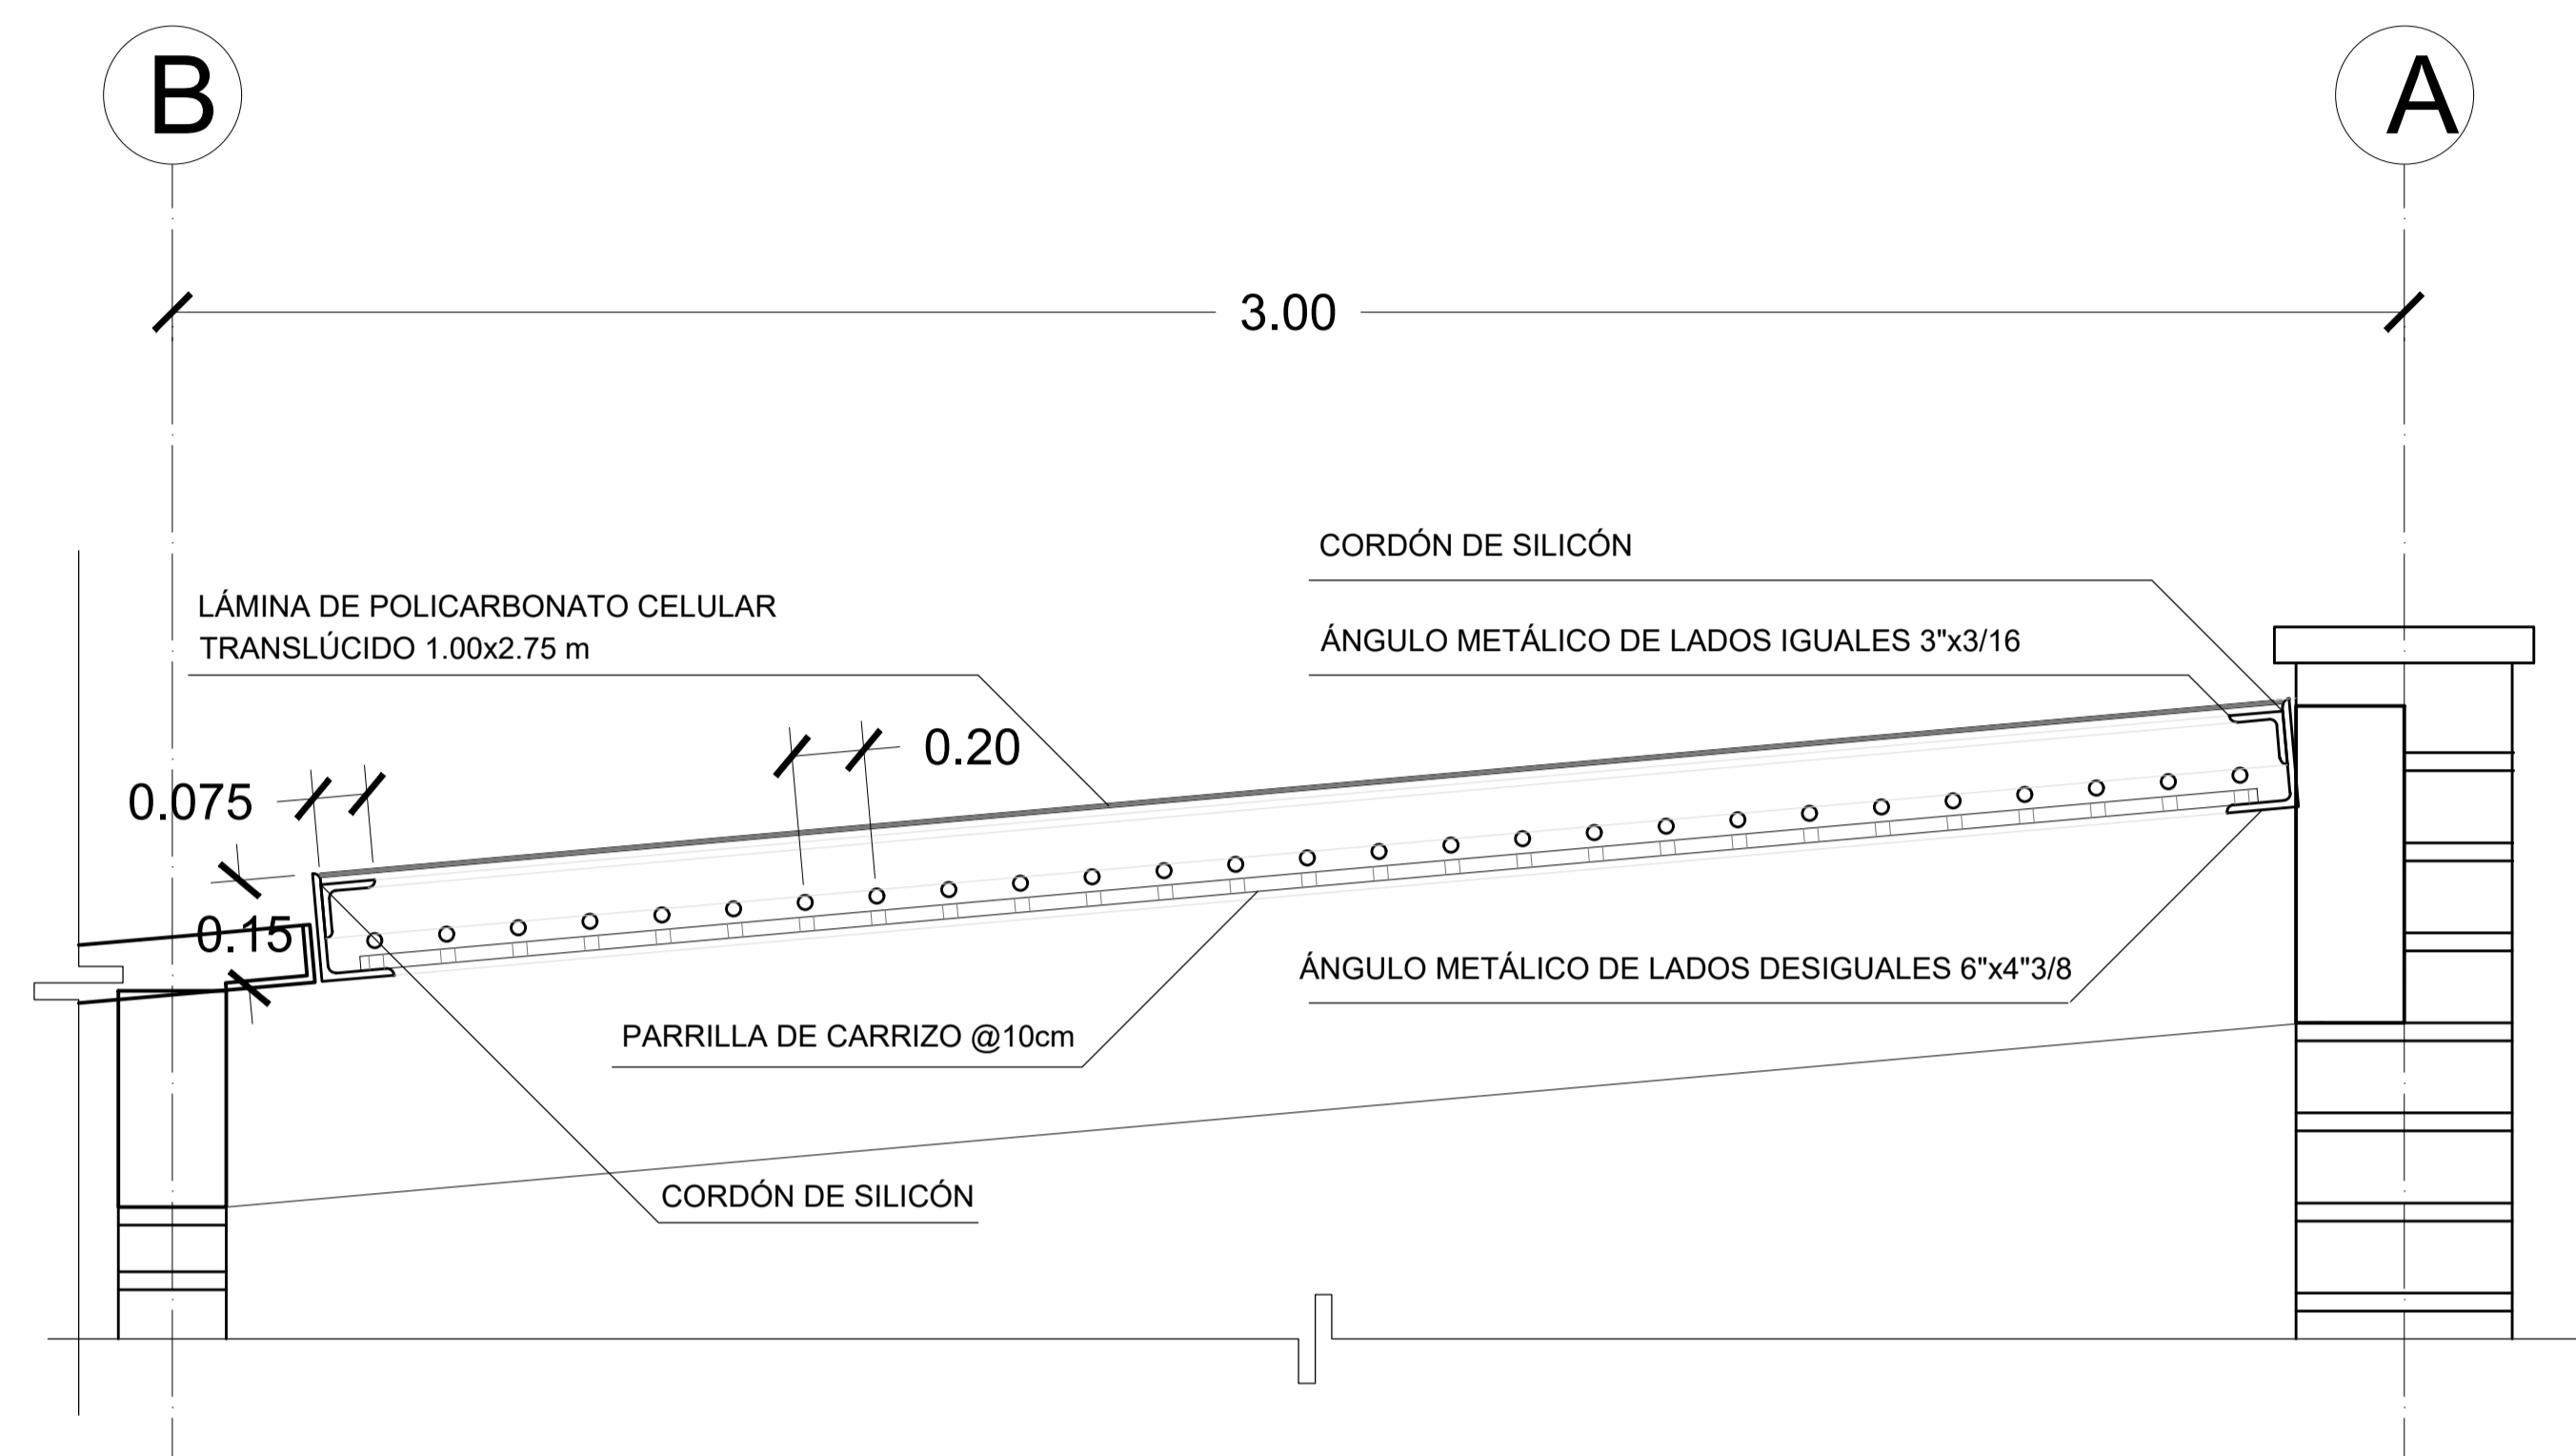 B
A
3.00
CORDÓN DE SILICÓN
LÁMINA DE POLICARBONATO CELULAR
TRANSLÚCIDO 1.00x2.75 m
ÁNGULO METÁLICO DE LADOS IGUALES 3"x3/16
0.20
0.075
0.15
ÁNGULO METÁLICO DE LADOS DESIGUALES 6"x4"3/8
PARRILLA DE CARRIZO @10cm
CORDÓN DE SILICÓN